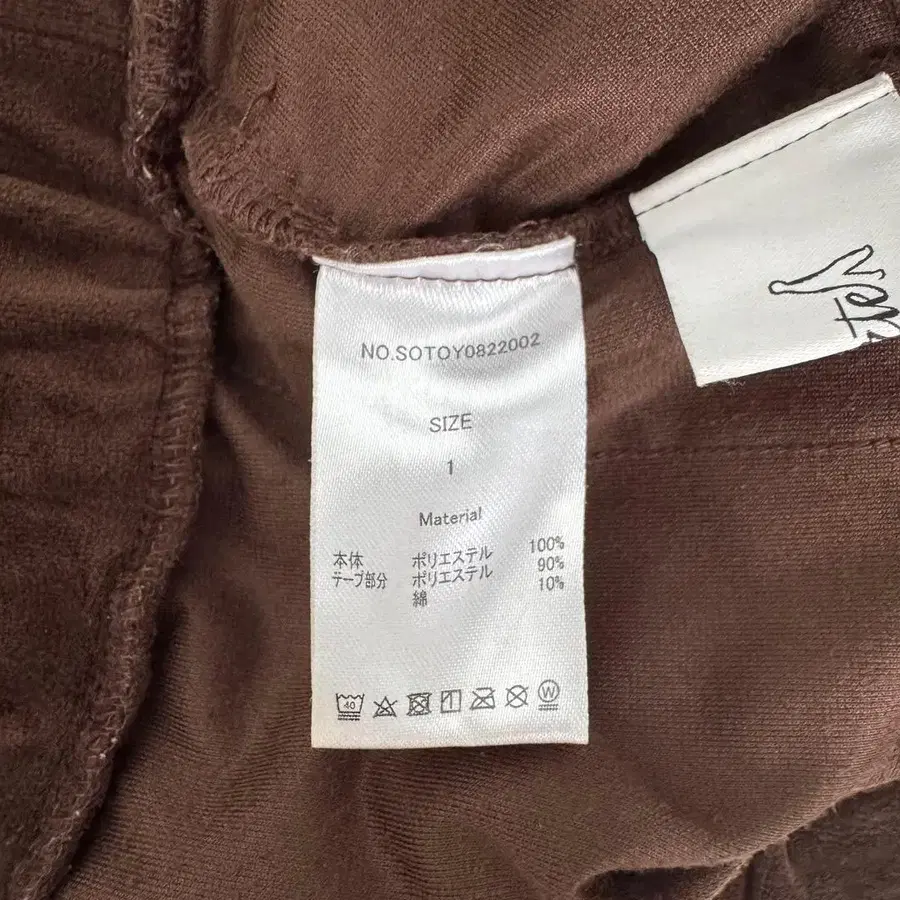 NO.SOTOY0822002
SIZE
1
Material
本体 ポリエステル 100%
テープ部分 ポリエステル 90%
綿 10%
40
W